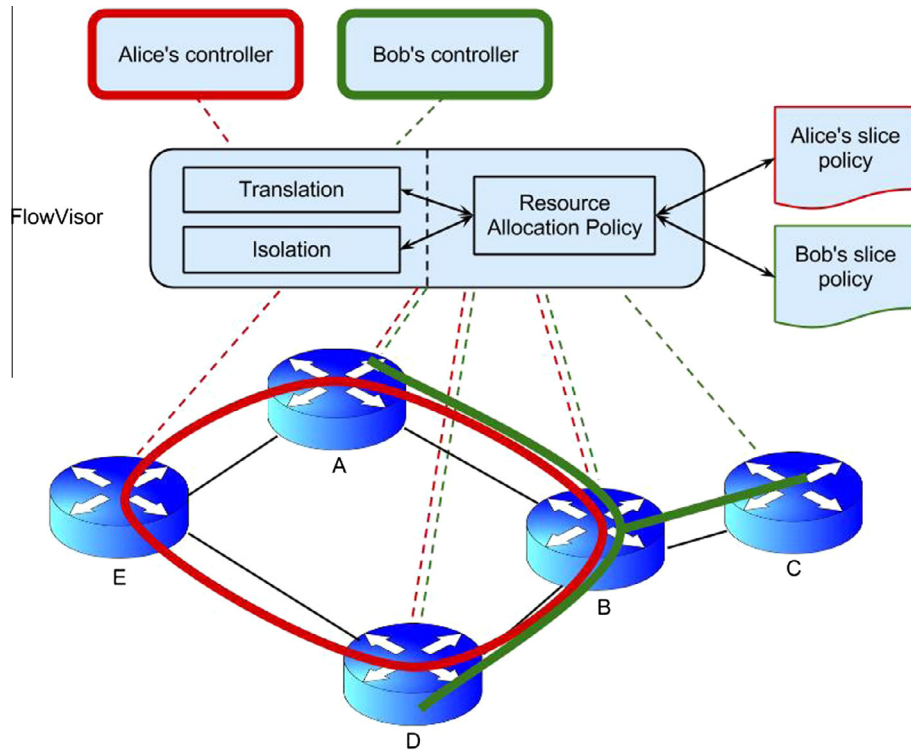 Alice's controller
Bob's controller
Alice's slice
policy
Translation
Resource
Allocation Policy
FlowVisor
Isolation
Bob's slice
policy
A
E
B
C
D